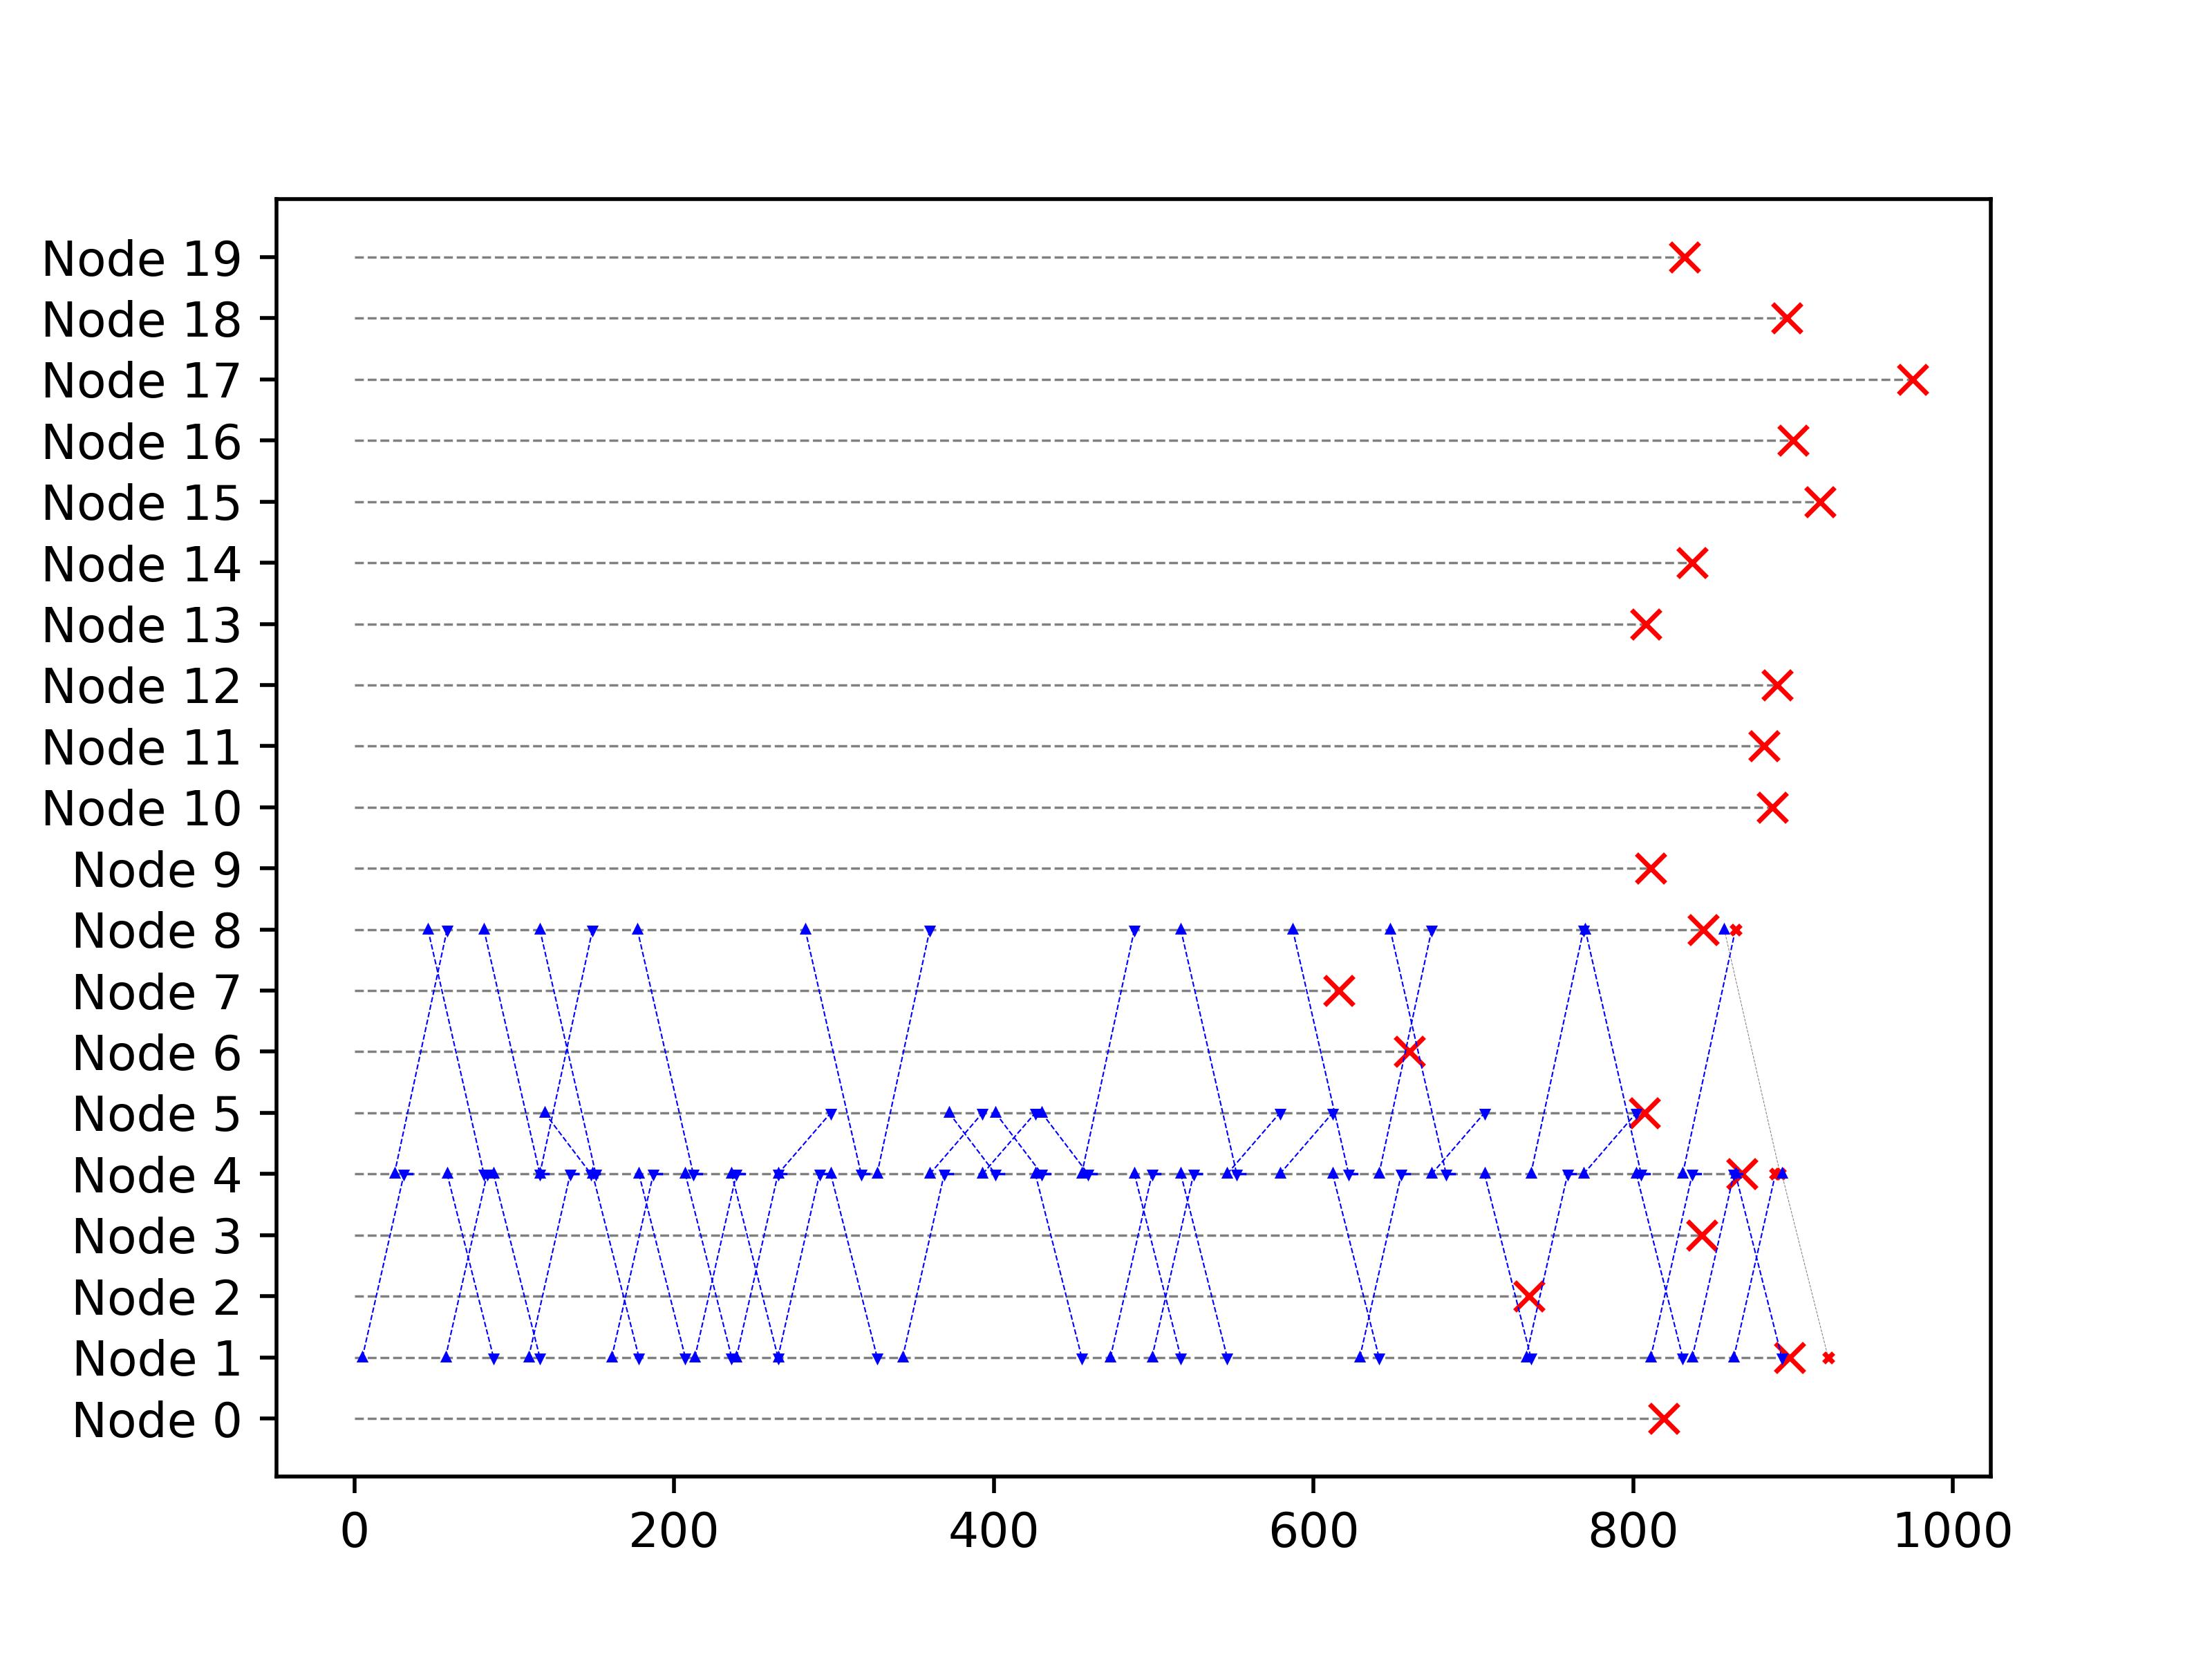 Node 19
Node 18
Node 17
Node 16
Node 15
Node 14
Node 13
Node 12
Node 11
Node 10
Node 9
Node 8
Node 7
Node 6
Node 5
Node 4
Node 3
Node 2
Node 1
Node 0
0 200 400 600 800 1000